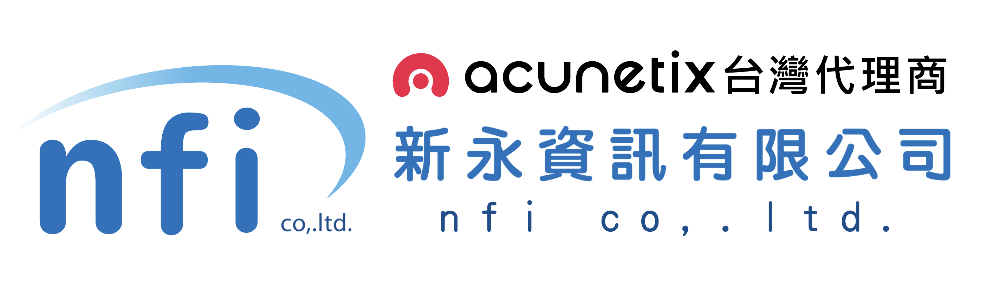 nfi
co,.ltd.
acunetix台灣代理商
新永資訊有限公司
nfi co,.ltd.